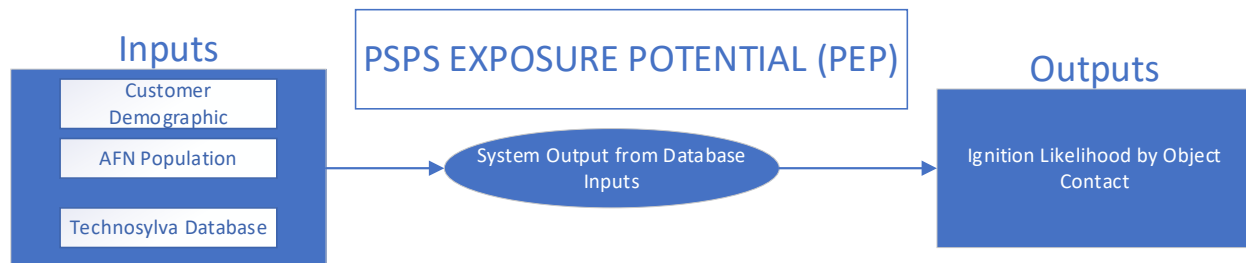 Inputs
PSPS EXPOSURE POTENTIAL (PEP)
Outputs
Customer
Demographic
AFN Population
Technosylva Database
System Output from Database
Inputs
Ignition Likelihood by Object
Contact